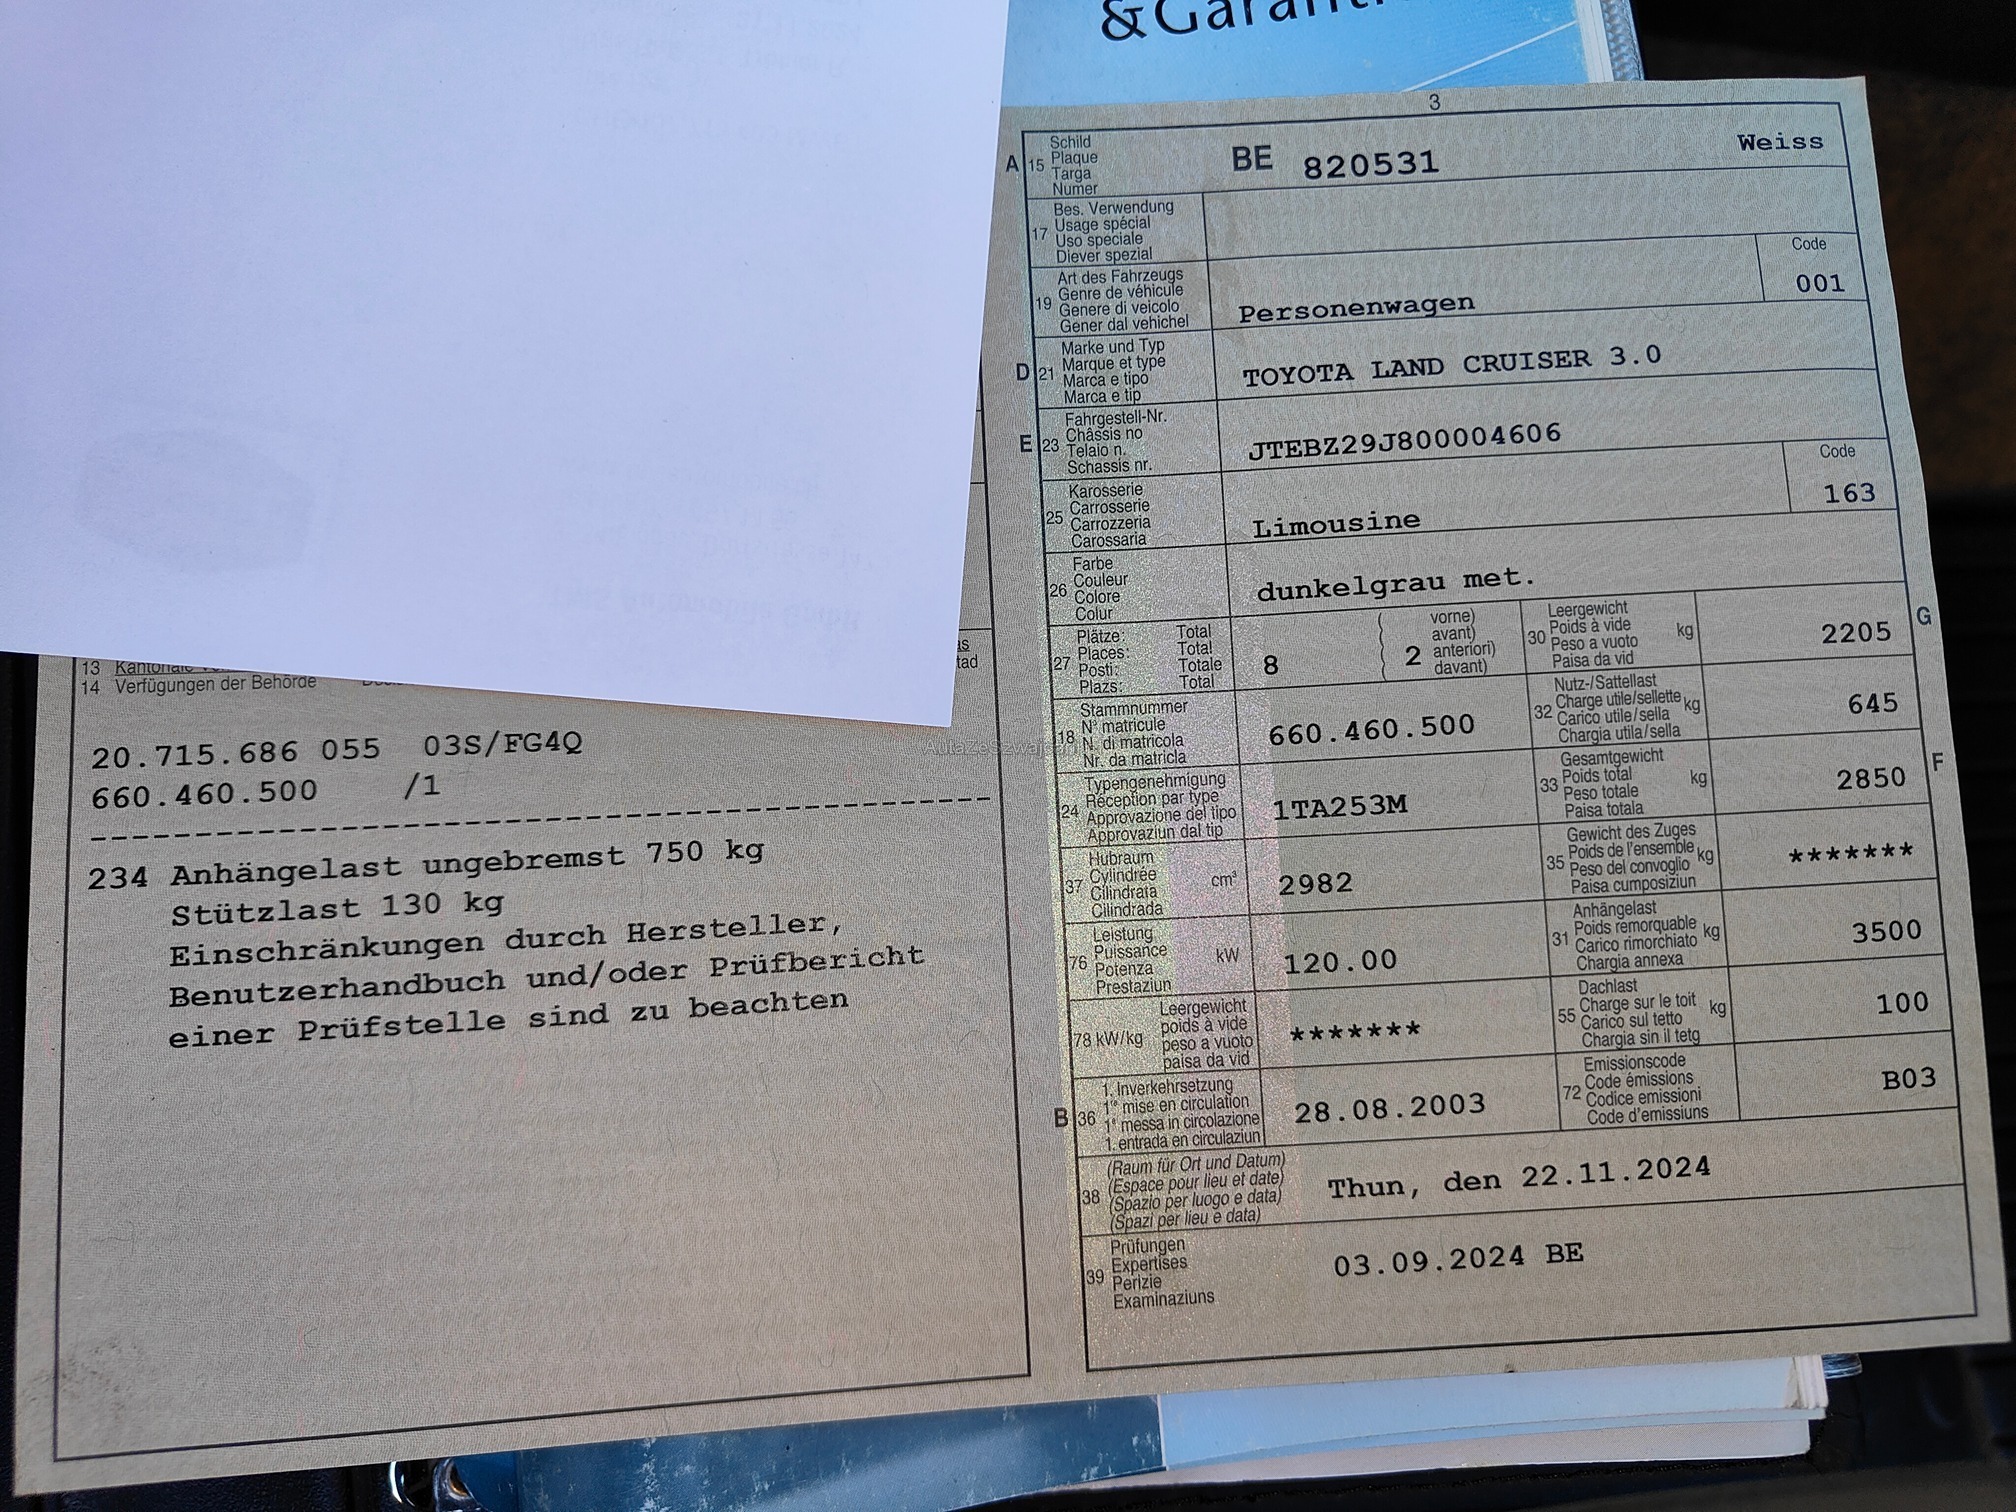 &Garanti
3
A 15 Schild
Plaque
Targa
Numer
BE 820531 Weiss
17 Bes. Verwendung
Usage spécial
Uso speciale
Diever spezial
19 Art des Fahrzeugs
Genre de véhicule
Genere di veicolo
Gener dal vehichel
Personenwagen
Code
001
D 21 Marke und Typ
Marque et type
Marca e tipo
Marca e tip
TOYOTA LAND CRUISER 3.0
E 23 Fahrgestell-Nr.
Châssis no
Telaio n.
Schassis nr.
JTEBZ29J800004606
25 Karosserie
Carrosserie
Carrozzeria
Carossaria
Limousine
Code
163
26 Farbe
Couleur
Colore
Colur
dunkelgrau met.
27 Plätze: Total
Places: Total
Posti: Totale
Plazs: Total
8
2
vorne)
avant)
anteriori)
davant)
30 Leergewicht
Poids à vide
Peso a vuoto
Paisa da vid
kg
2205
G
18 Stammnummer
N° matricule
N. di matricola
Nr. da matricla
660.460.500
32 Nutz-/Sattellast
Charge utile/sellette
Carico utile/sella
Chargia utila/sella
kg
645
24 Typengenehmigung
Réception par type
Approvazione del tipo
Approvaziun dal tip
1TA253M
33 Gesamtgewicht
Poids total
Peso totale
Paisa totala
kg
2850
F
37 Hubraum
Cylindrée
Cilindrata
Cilindrada
cm³
2982
35 Gewicht des Zuges
Poids de l'ensemble
Peso del convoglio
Paisa cumposiziun
kg
*******
76 Leistung
Puissance
Potenza
Prestaziun
kW
120.00
31 Anhängelast
Poids remorquable
Carico rimorchiato
Chargia annexa
kg
3500
78 kW/kg
Leergewicht
poids à vide
peso a vuoto
paisa da vid
*******
55 Dachlast
Charge sur le toit
Carico sul tetto
Chargia sin il tetg
kg
100
B 36 1. Inverkehrsetzung
1re mise en circulation
1a messa in circolazione
1. entrada en circulaziun
28.08.2003
72 Emissionscode
Code émissions
Codice emissioni
Code d'emissiuns
B03
38 (Raum für Ort und Datum)
(Espace pour lieu et date)
(Spazio per luogo e data)
(Spazi per lieu e data)
Thun, den 22.11.2024
39 Prüfungen
Expertises
Perizie
Examinaziuns
03.09.2024 BE
13 Kantonale
14 Verfügungen der Behörde
20.715.686 055 03S/FG4Q
660.460.500 /1
234 Anhängelast ungebremst 750 kg
Stützlast 130 kg
Einschränkungen durch Hersteller,
Benutzerhandbuch und/oder Prüfbericht
einer Prüfstelle sind zu beachten